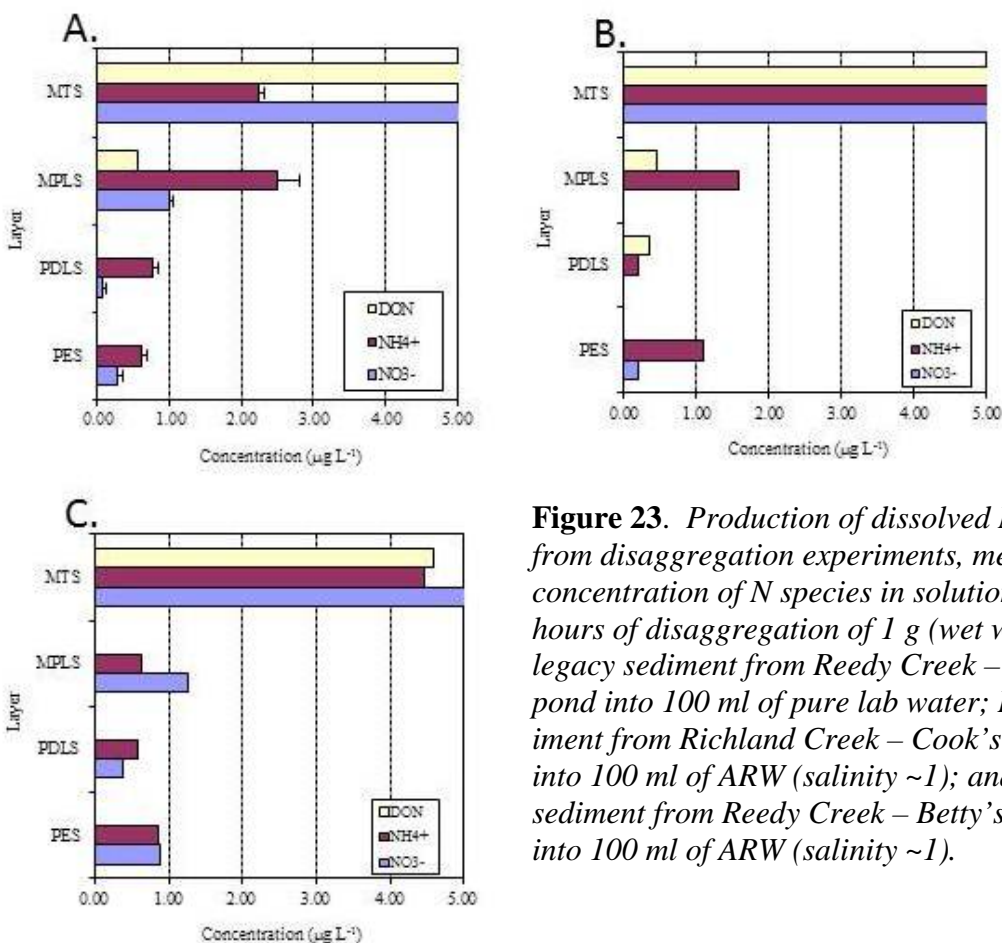 A.
MTS
MPLS
PDLS
PES
Layer
DON
NH4+
NO3-
0.00 1.00 2.00 3.00 4.00 5.00
Concentration (µg L-1)
B.
MTS
MPLS
PDLS
PES
Layer
DON
NH4+
NO3-
0.00 1.00 2.00 3.00 4.00 5.00
Concentration (µg L-1)
C.
MTS
MPLS
PDLS
PES
Layer
DON
NH4+
NO3-
0.00 1.00 2.00 3.00 4.00 5.00
Concentration (µg L-1)
Figure 23. Production of dissolved
from disaggregation experiments, me
concentration of N species in solutio
hours of disaggregation of 1 g (wet
legacy sediment from Reedy Creek –
pond into 100 ml of pure lab water;
iment from Richland Creek – Cook's
into 100 ml of ARW (salinity ~1); and
sediment from Reedy Creek – Betty's
into 100 ml of ARW (salinity ~1).